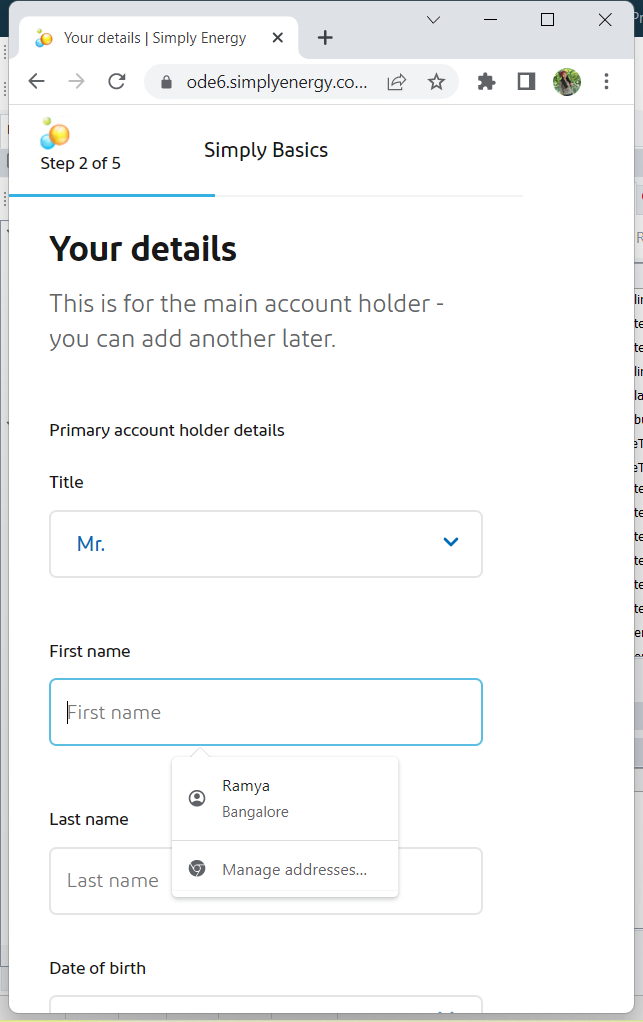 Your details | Simply Energy
ode6.simplyenergy.co...
Step 2 of 5
Simply Basics
Your details
This is for the main account holder -
you can add another later.
Primary account holder details
Title
Mr.
First name
First name
Ramya
Bangalore
Last name
Manage addresses...
Last name
Date of birth